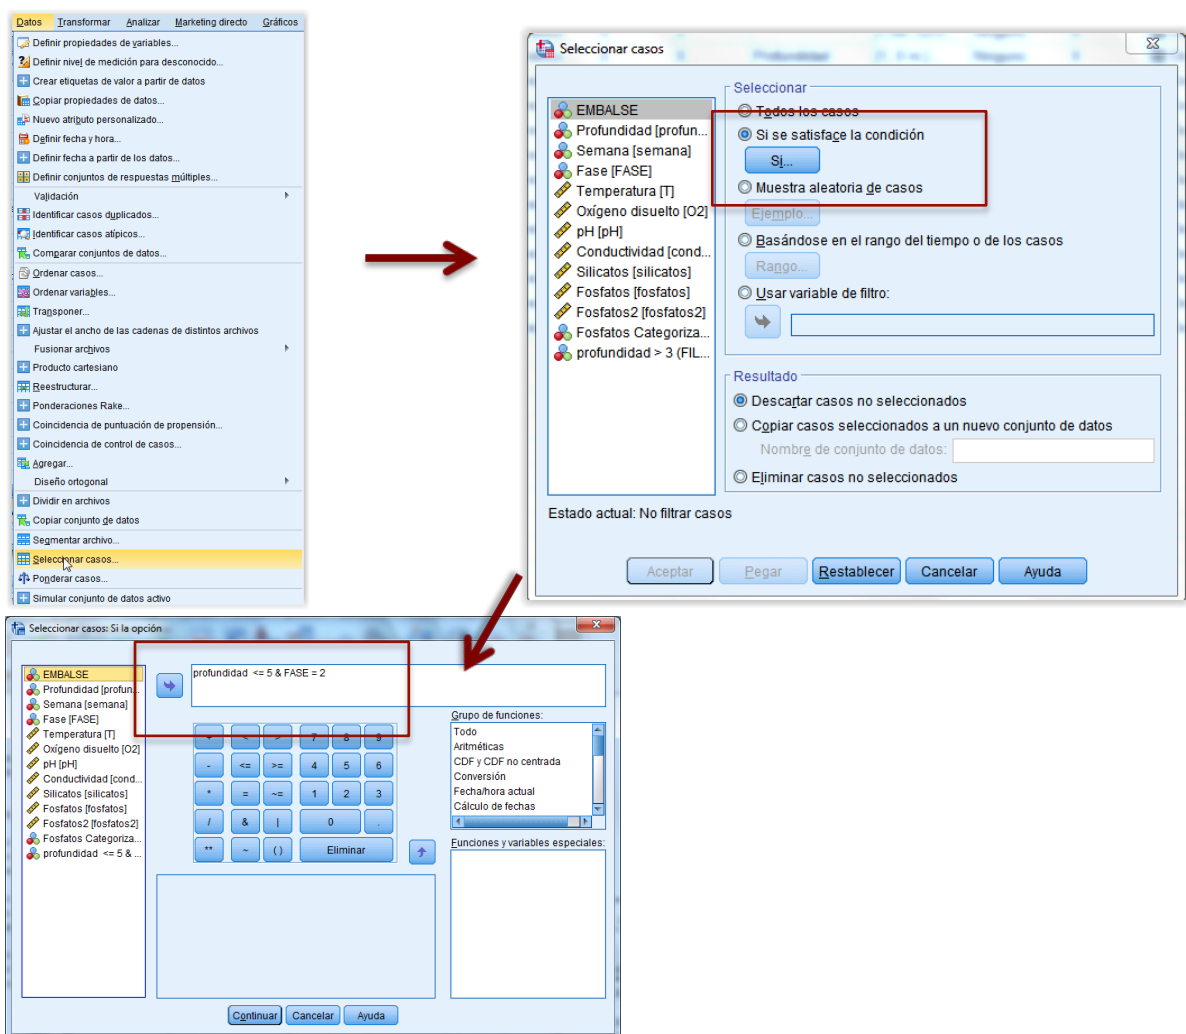 Datos Transformar Analizar Marketing directo Gráficos
Definir propiedades de variables...
Definir nivel de medición para desconocido...
Crear etiquetas de valor a partir de datos
Copiar propiedades de datos...
Nuevo atributo personalizado...
Definir fecha y hora...
Definir fecha a partir de los datos...
Definir conjuntos de respuestas múltiples...
Validación
Identificar casos duplicados...
Identificar casos atípicos...
Comparar conjuntos de datos...
Ordenar casos...
Ordenar variables...
Transponer...
Ajustar el ancho de las cadenas de distintos archivos
Fusionar archivos
Producto cartesiano
Reestructurar...
Ponderaciones Rake...
Coincidencia de puntuación de propensión...
Coincidencia de control de casos...
Agregar...
Diseño ortogonal
Dividir en archivos
Copiar conjunto de datos
Segmentar archivo...
Seleccionar casos...
Ponderar casos...
Simular conjunto de datos activo
Seleccionar casos
EMBALSE
Profundidad [profun...
Semana [semana]
Fase [FASE]
Temperatura [T]
Oxígeno disuelto [O2]
pH [pH]
Conductividad [cond...
Silicatos [silicatos]
Fosfatos [fosfatos]
Fosfatos2 [fosfatos2]
Fosfatos Categoriza...
profundidad > 3 (FIL...
Seleccionar
Todos los casos
Si se satisface la condición
Si...
Muestra aleatoria de casos
Ejemplo...
Basándose en el rango del tiempo o de los casos
Rango...
Usar variable de filtro:
Resultado
Descartar casos no seleccionados
Copiar casos seleccionados a un nuevo conjunto de datos
Nombre de conjunto de datos:
Eliminar casos no seleccionados
Estado actual: No filtrar casos
Aceptar Pegar Restablecer Cancelar Ayuda
Seleccionar casos: Si la opción
EMBALSE
Profundidad [profun...
Semana [semana]
Fase [FASE]
Temperatura [T]
Oxígeno disuelto [O2]
pH [pH]
Conductividad [cond...
Silicatos [silicatos]
Fosfatos [fosfatos]
Fosfatos2 [fosfatos2]
Fosfatos Categoriza...
profundidad <= 5 & ...
profundidad <= 5 & FASE = 2
+ < > 7 8 9
- <= >= 4 5 6
* = ~= 1 2 3
/ & | 0 .
** ~ ( ) Eliminar
Grupo de funciones:
Todo
Aritméticas
CDF y CDF no centrada
Conversión
Fecha/hora actual
Cálculo de fechas
Funciones y variables especiales:
Continuar Cancelar Ayuda